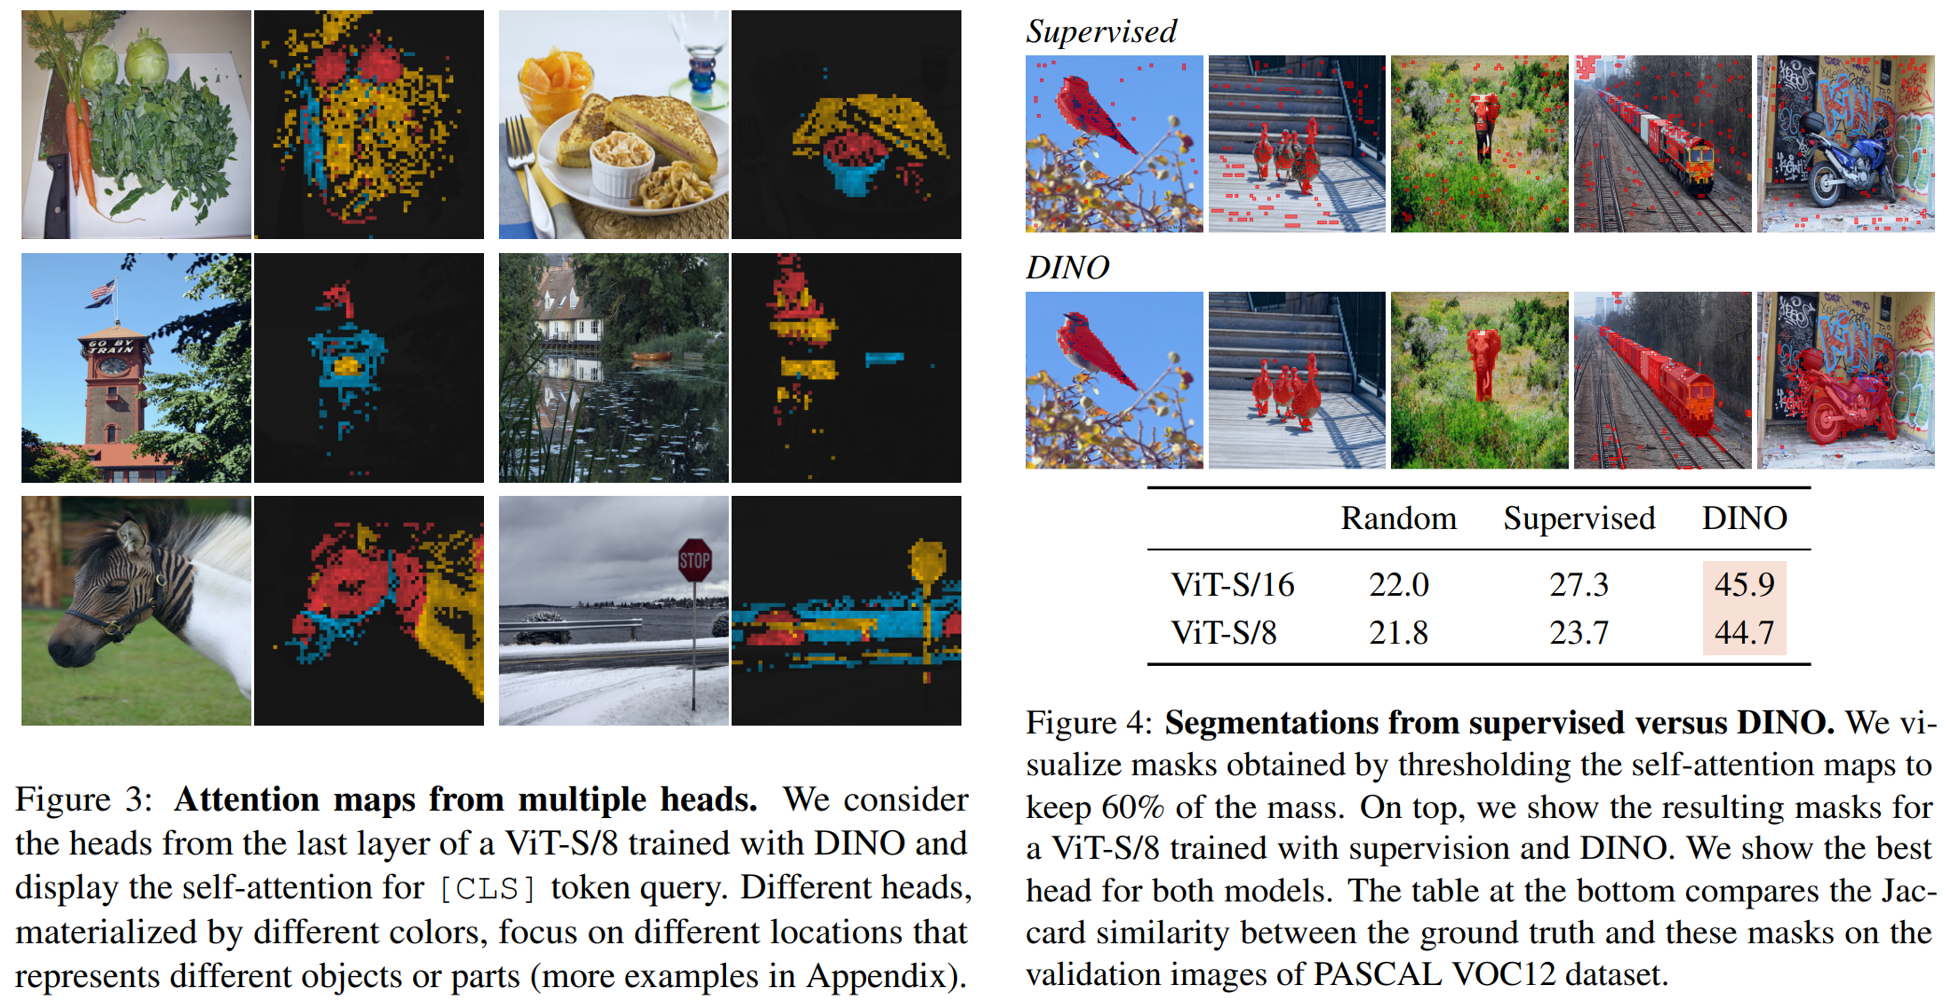 GO BY
TRAIN
STOP
Figure 3: Attention maps from multiple heads. We consider
the heads from the last layer of a ViT-S/8 trained with DINO and
display the self-attention for [CLS] token query. Different heads,
materialized by different colors, focus on different locations that
represents different objects or parts (more examples in Appendix).
Supervised
DINO
Random Supervised DINO
ViT-S/16 22.0 27.3 45.9
ViT-S/8 21.8 23.7 44.7
Figure 4: Segmentations from supervised versus DINO. We vi-
sualize masks obtained by thresholding the self-attention maps to
keep 60% of the mass. On top, we show the resulting masks for
a ViT-S/8 trained with supervision and DINO. We show the best
head for both models. The table at the bottom compares the Jac-
card similarity between the ground truth and these masks on the
validation images of PASCAL VOC12 dataset.